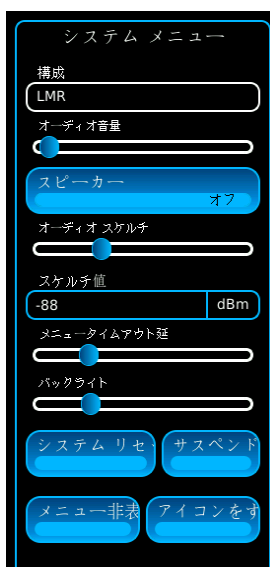 システム メニュー
構成
LMR
オーディオ音量
スピーカー
オフ
オーディオ スケルチ
スケルチ値
-88 dBm
メニュータイムアウト延
バックライト
システム リセ サスペンド
メニュー非表 アイコンをす